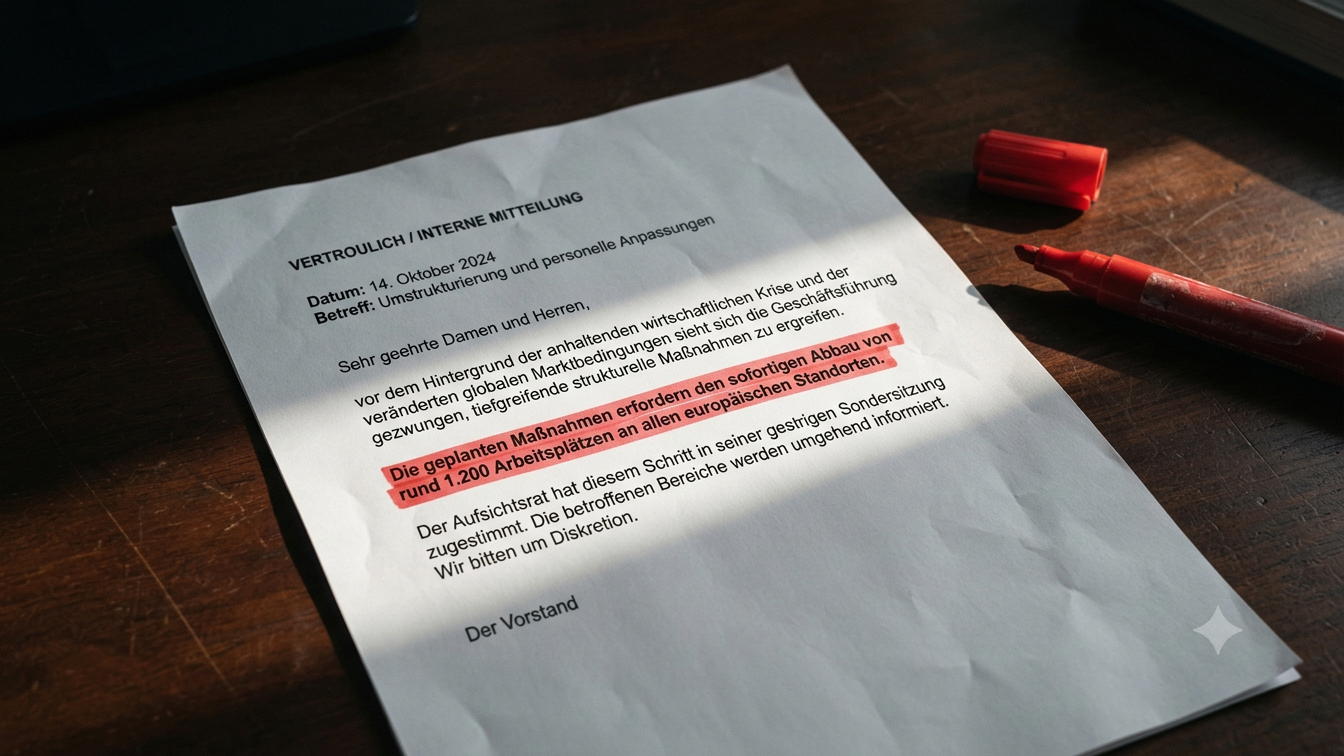 VERTROULICH / INTERNE MITTEILUNG
Datum: 14. Oktober 2024
Betreff: Umstrukturierung und personelle Anpassungen
Sehr geehrte Damen und Herren,
vor dem Hintergrund der anhaltenden wirtschaftlichen Krise und der
veränderten globalen Marktbedingungen sieht sich die Geschäftsführung
gezwungen, tiefgreifende strukturelle Maßnahmen zu ergreifen.
Die geplanten Maßnahmen erfordern den sofortigen Abbau von
rund 1.200 Arbeitsplätzen an allen europäischen Standorten.
Der Aufsichtsrat hat diesem Schritt in seiner gestrigen Sondersitzung
zugestimmt. Die betroffenen Bereiche werden umgehend informiert.
Wir bitten um Diskretion.
Der Vorstand